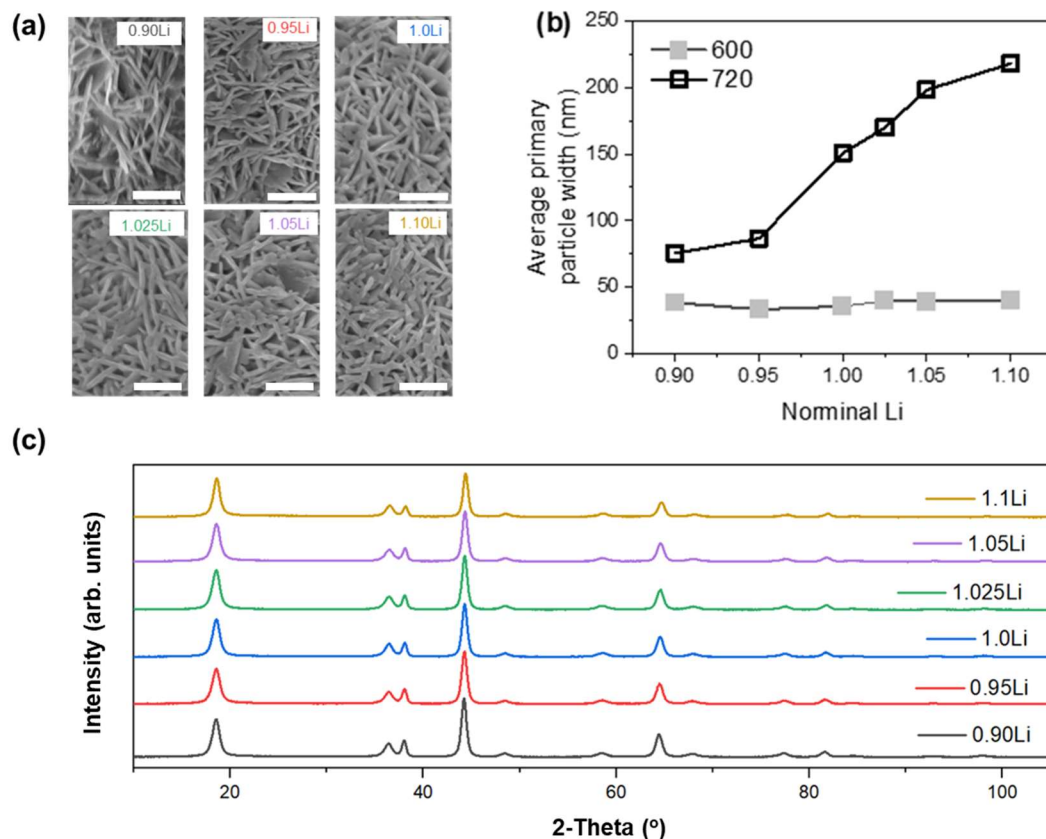 (a)
0.90Li
0.95Li
1.0Li
1.025Li
1.05Li
1.10Li
(b)
600
720
250
200
150
100
50
0
Average primary
particle width (nm)
0.90 0.95 1.00 1.05 1.10
Norminal Li
(c)
Intensity (arb. units)
1.1Li
1.05Li
1.025Li
1.0Li
0.95Li
0.90Li
20 40 60 80 100
2-Theta (º)